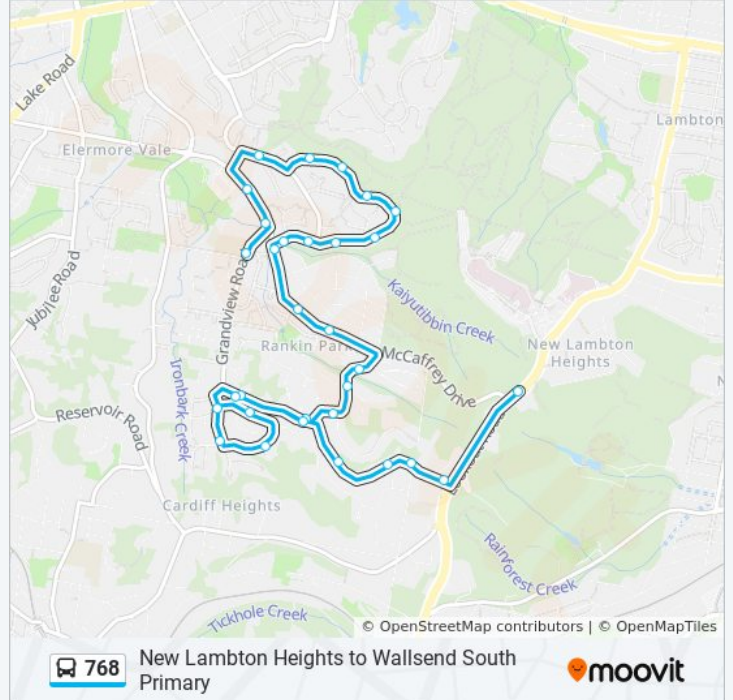 Lake Road
Elermore Vale
Lambton
Jubilee Road
Grandview Road
Kaiyutibbin Creek
Rankin Park
McCaffrey Drive
New Lambton
Heights
Ironbark Creek
Reservoir Road
Cardiff Heights
Rainforest Creek
Tickhole Creek
© OpenStreetMap contributors | © OpenMapTiles
768
New Lambton Heights to Wallsend South
Primary
moovit